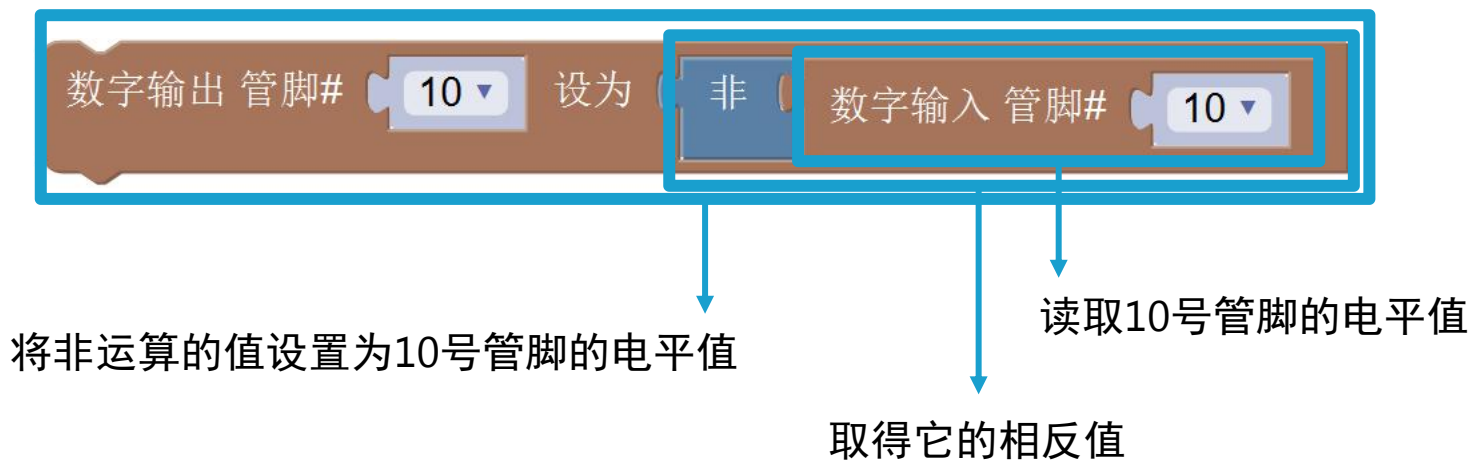 数字输出 管脚# 10 设为 非 数字输入 管脚# 10
读取10号管脚的电平值
将非运算的值设置为10号管脚的电平值
取得它的相反值